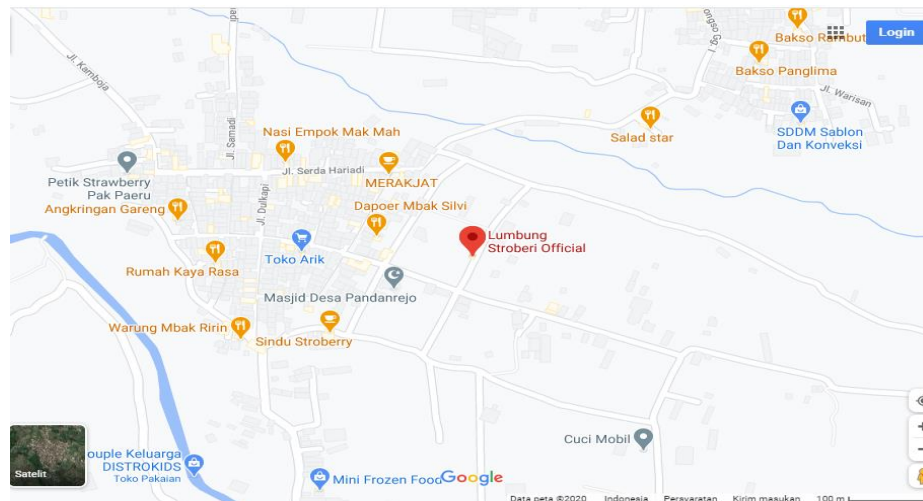 Bakso Rambut
Login
Bakso Panglima
Jl. Kamboja
Jl. Warisan
Salad star
SDDM Sablon
Dan Konveksi
Jl. Samadi
Nasi Empok Mak Mah
Jl. Serda Hariadi
MERAKJAT
Petik Strawberry
Pak Paeru
Angkringan Gareng
Jl. Dulkapi
Dapoer Mbak Silvi
Lumbung
Stroberi Official
Toko Arik
Rumah Kaya Rasa
Masjid Desa Pandanrejo
Warung Mbak Ririn
Sindu Stroberry
Cuci Mobil
ouple Keluarga
DISTROKIDS
Toko Pakaian
Satelit
Mini Frozen Food
Google
Data peta ©2020 Indonesia Persyaratan Kirim masukan 100 m